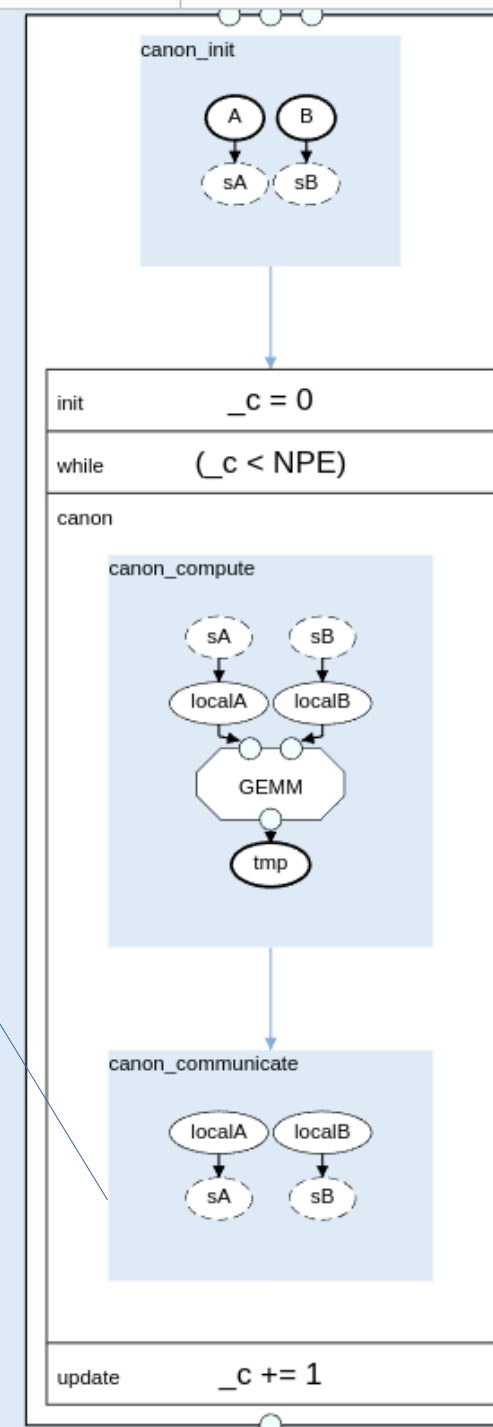 canon_init
A B
sA sB
init _c = 0
while (_c < NPE)
canon
canon_compute
sA sB
localA localB
GEMM
tmp
canon_communicate
localA localB
sA sB
update _c += 1